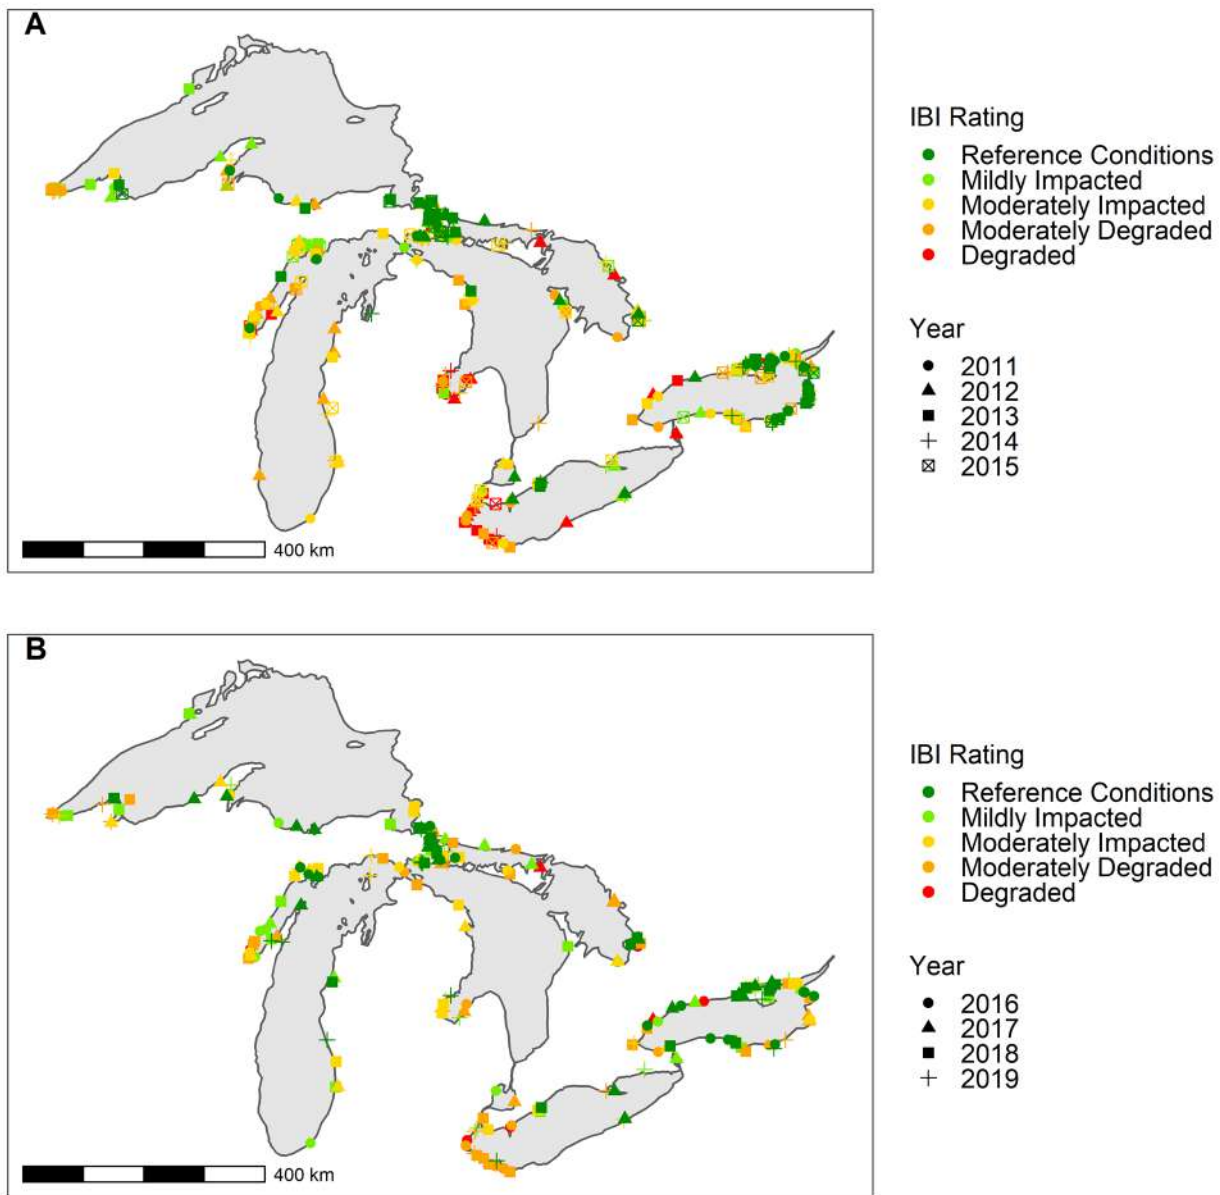 A
IBI Rating
Reference Conditions
Mildly Impacted
Moderately Impacted
Moderately Degraded
Degraded
Year
2011
2012
2013
2014
2015
400 km
B
IBI Rating
Reference Conditions
Mildly Impacted
Moderately Impacted
Moderately Degraded
Degraded
Year
2016
2017
2018
2019
400 km